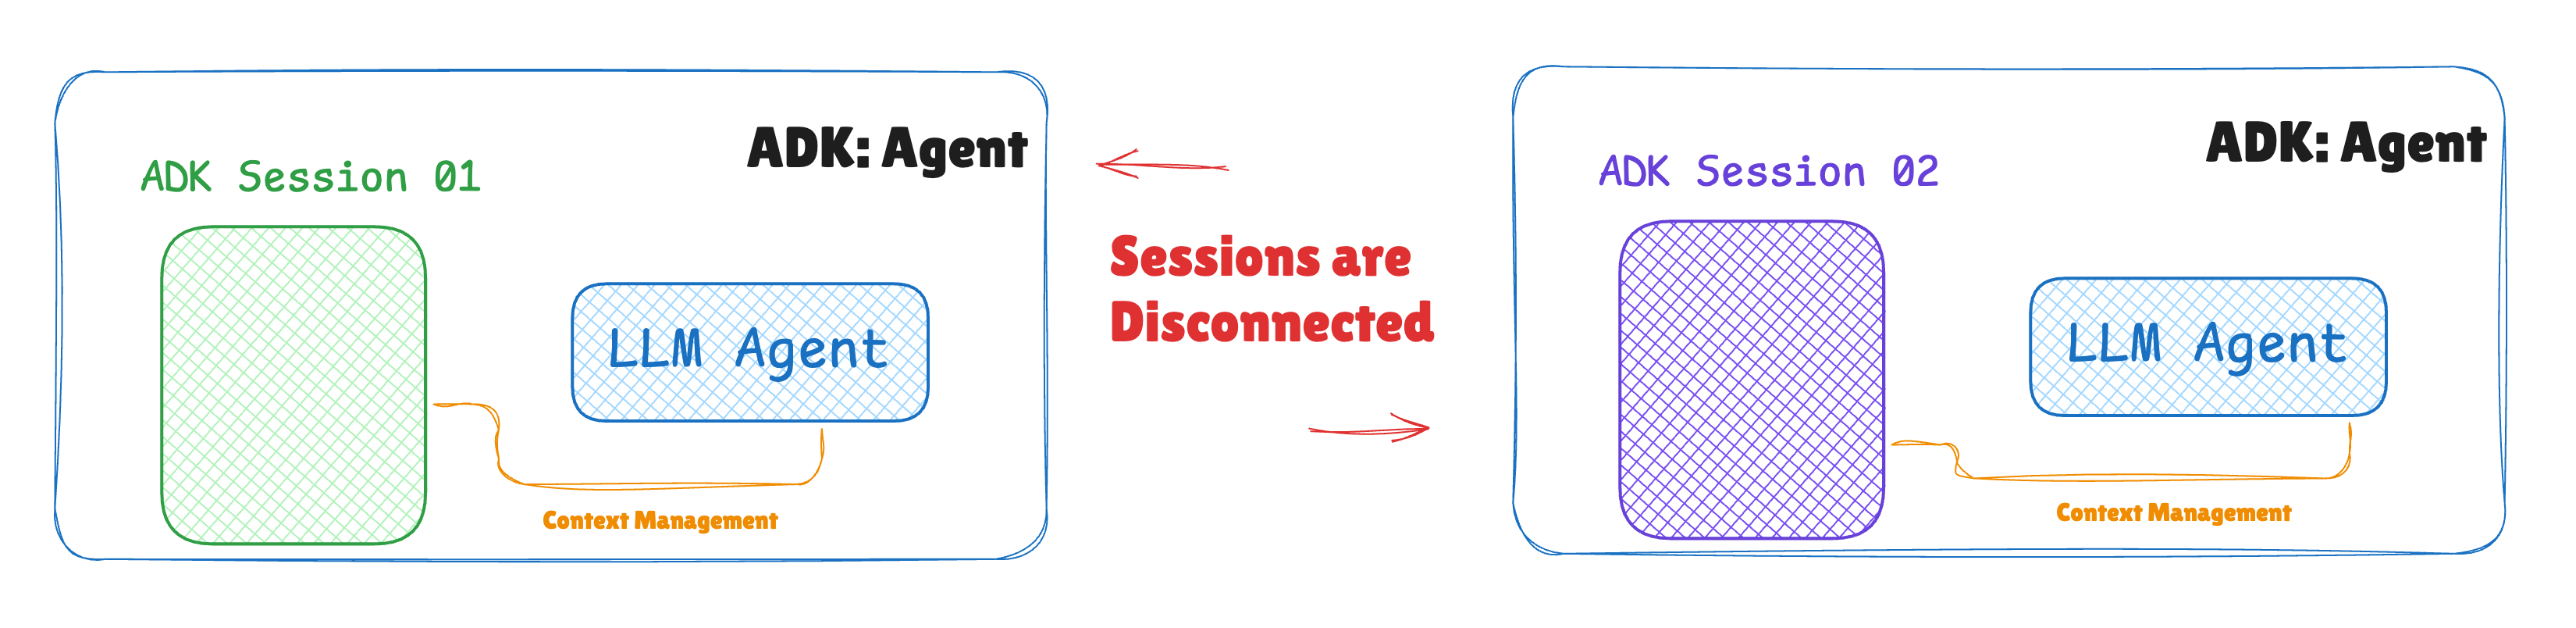 ADK: Agent
ADK Session 01
LLM Agent
Context Management
Sessions are
Disconnected
ADK: Agent
ADK Session 02
LLM Agent
Context Management